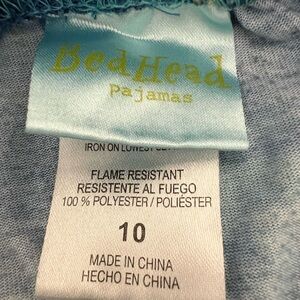 BedHead
Pajamas
IRON ON LOWEST
FLAME RESISTANT
RESISTENTE AL FUEGO
100 % POLYESTER / POLIÉSTER
10
MADE IN CHINA
HECHO EN CHINA